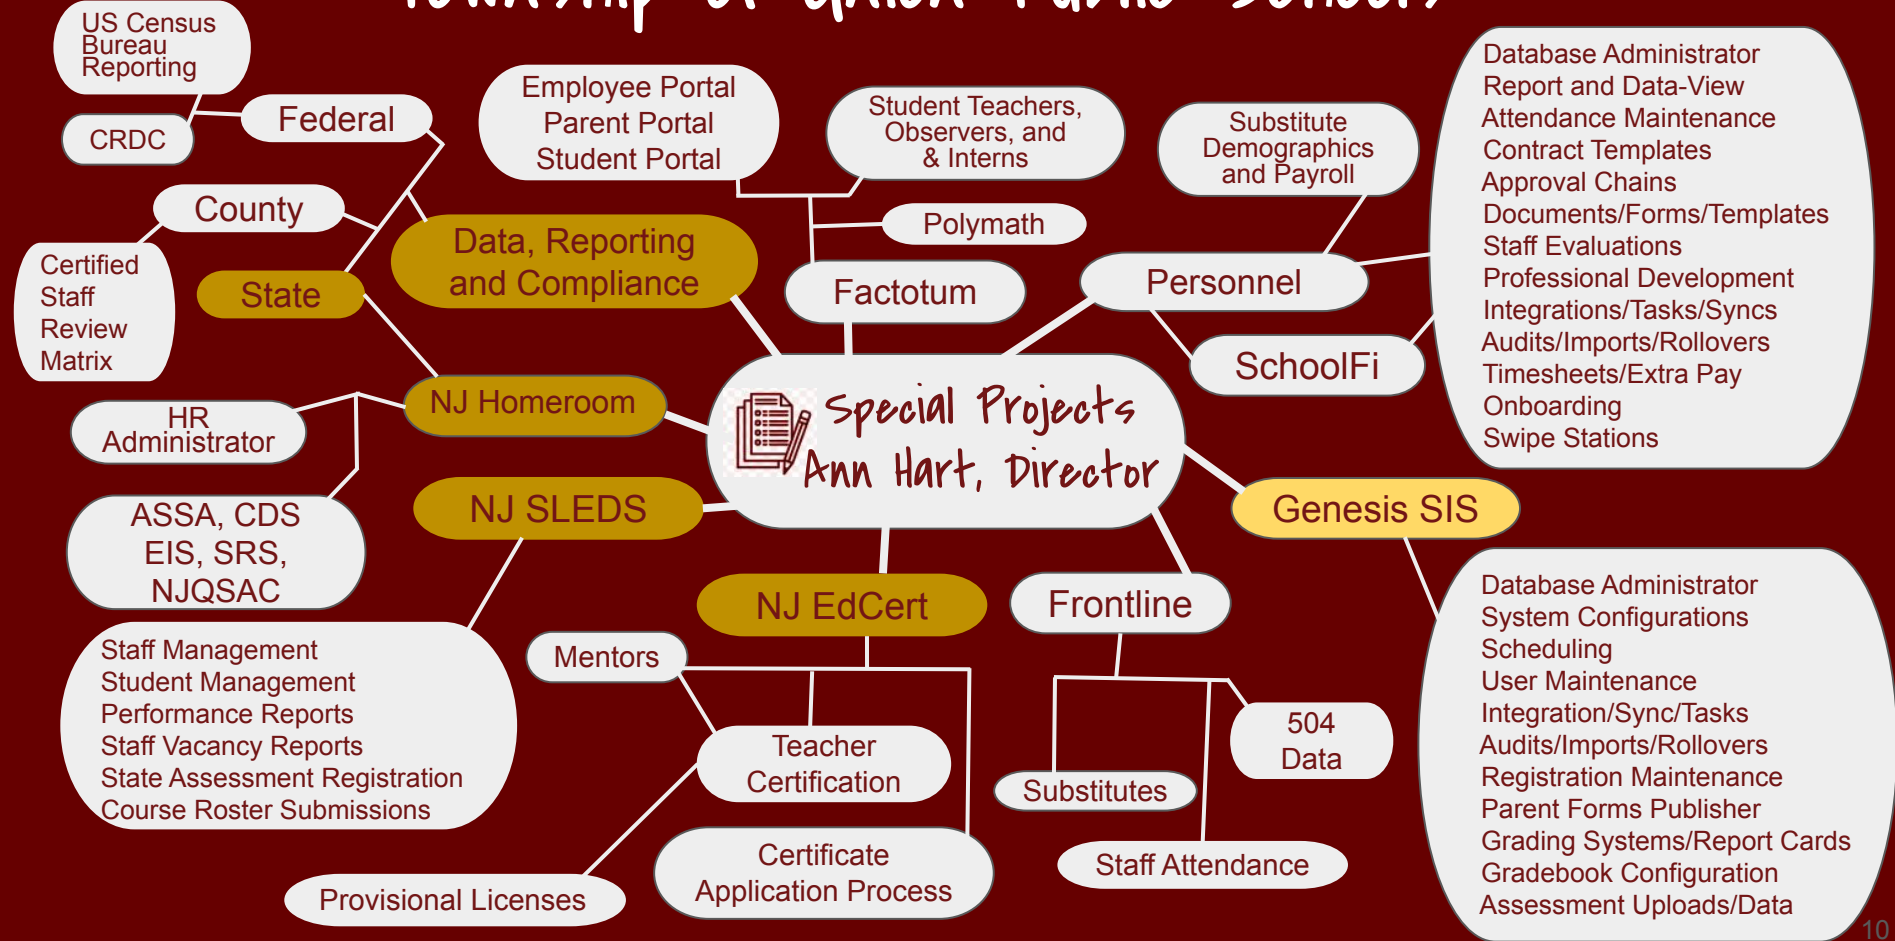 Township of Union Public Schools
US Census
Bureau
Reporting
CRDC
Federal
County
Certified
Staff
Review
Matrix
State
Data, Reporting
and Compliance
Employee Portal
Parent Portal
Student Portal
Student Teachers,
Observers, and
& Interns
Polymath
Factotum
Substitute
Demographics
and Payroll
Personnel
SchoolFi
Database Administrator
Report and Data-View
Attendance Maintenance
Contract Templates
Approval Chains
Documents/Forms/Templates
Staff Evaluations
Professional Development
Integrations/Tasks/Syncs
Audits/Imports/Rollovers
Timesheets/Extra Pay
Onboarding
Swipe Stations
NJ Homeroom
HR
Administrator
ASSA, CDS
EIS, SRS,
NJQSAC
Special Projects
Ann Hart, Director
NJ SLEDS
Staff Management
Student Management
Performance Reports
Staff Vacancy Reports
State Assessment Registration
Course Roster Submissions
NJ EdCert
Mentors
Teacher
Certification
Provisional Licenses
Certificate
Application Process
Frontline
Substitutes
Staff Attendance
504
Data
Genesis SIS
Database Administrator
System Configurations
Scheduling
User Maintenance
Integration/Sync/Tasks
Audits/Imports/Rollovers
Registration Maintenance
Parent Forms Publisher
Grading Systems/Report Cards
Gradebook Configuration
Assessment Uploads/Data
10